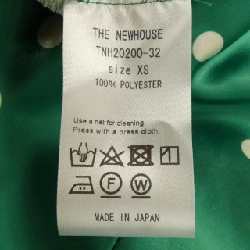 THE NEWHOUSE
TNH20200-32
size XS
100% POLYESTER
Use a net for cleaning.
Press with a press cloth.
MADE IN JAPAN